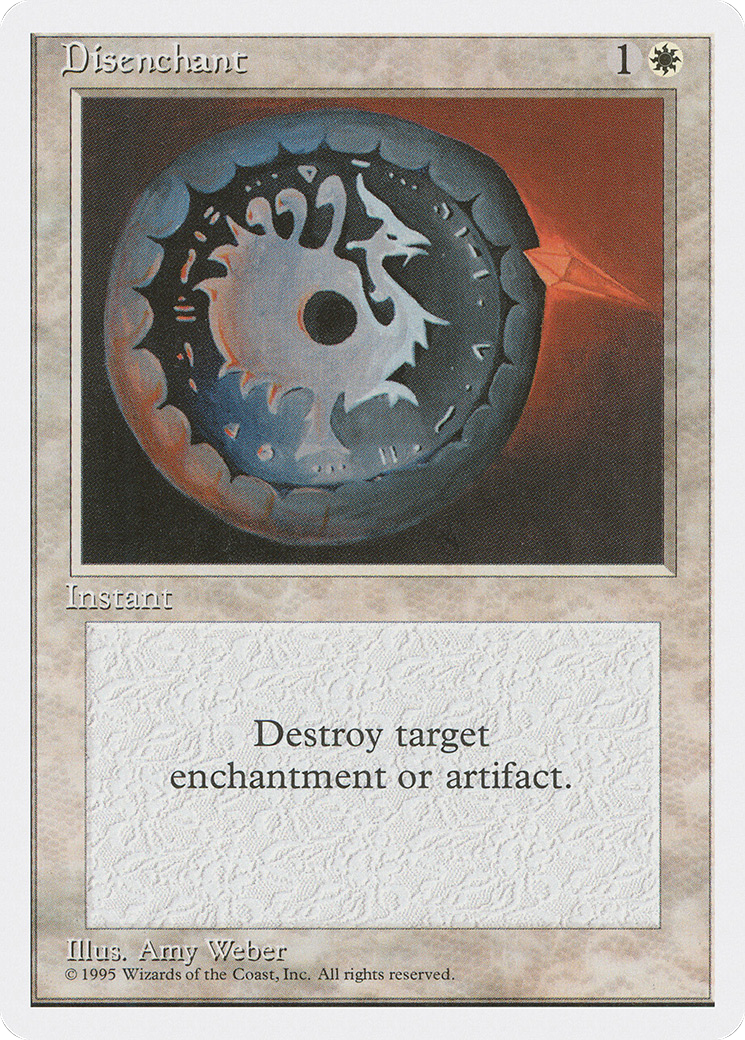 Disenchant 1
Instant
Destroy target
enchantment or artifact.
Illus. Amy Weber
© 1995 Wizards of the Coast, Inc. All rights reserved.